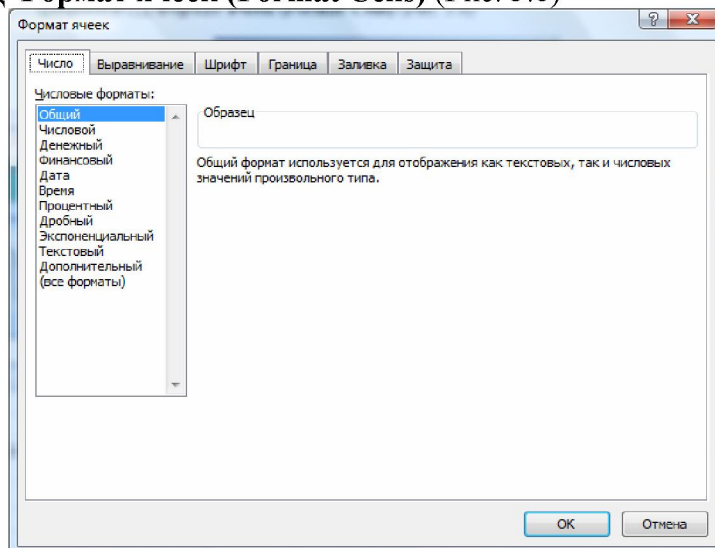 Формат ячеек
Число Выравнивание Шрифт Граница Заливка Защита
Числовые форматы:
Общий
Числовой
Денежный
Финансовый
Дата
Время
Процентный
Дробный
Экспоненциальный
Текстовый
Дополнительный
(все форматы)
Образец
Общий формат используется для отображения как текстовых, так и числовых
значений произвольного типа.
ОК Отмена